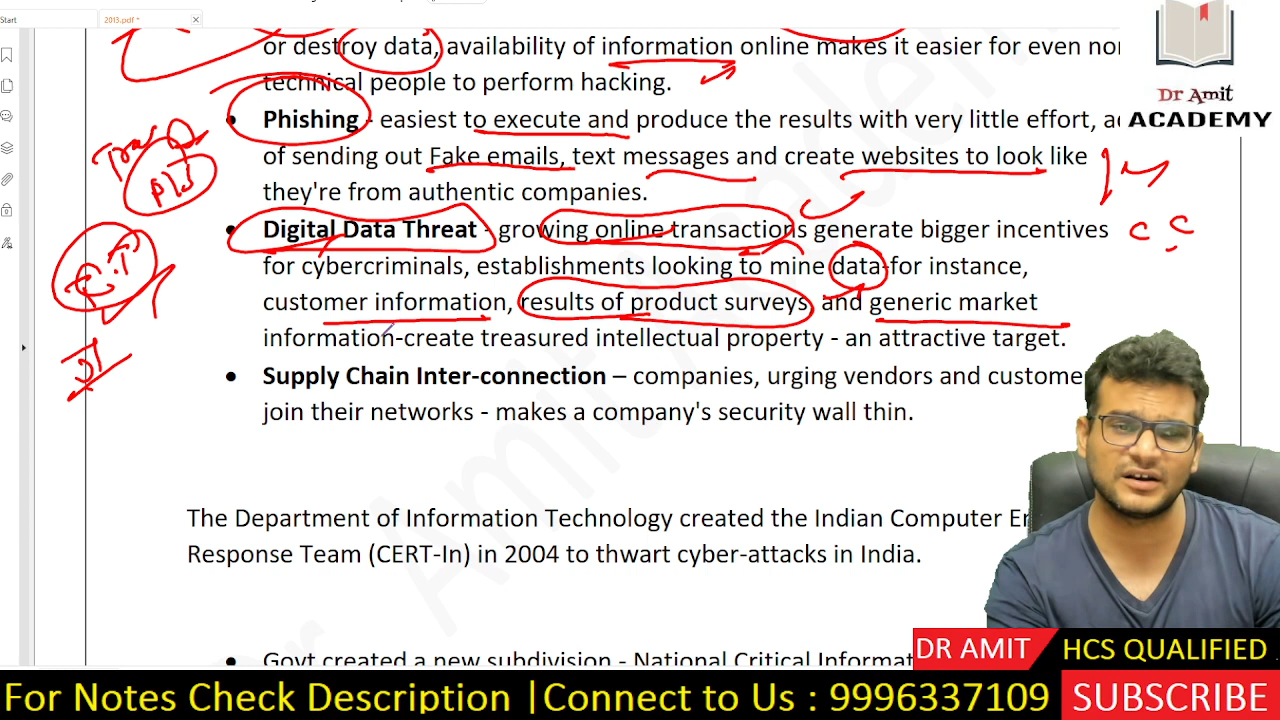 Start
2013.pdf *
or destroy data, availability of information online makes it easier for even non
technical people to perform hacking.
Dr Amit
ACADEMY
• Phishing - easiest to execute and produce the results with very little effort,
of sending out Fake emails, text messages and create websites to look like
they're from authentic companies.
• Digital Data Threat - growing online transactions generate bigger incentives
for cybercriminals, establishments looking to mine data-for instance,
customer information, results of product surveys, and generic market
information-create treasured intellectual property - an attractive target.
• Supply Chain Inter-connection – companies, urging vendors and custome
join their networks - makes a company's security wall thin.
The Department of Information Technology created the Indian Computer
Response Team (CERT-In) in 2004 to thwart cyber-attacks in India.
• Govt created a new subdivision - National Critical
DR AMIT HCS QUALIFIED
For Notes Check Description | Connect to Us : 9996337109 SUBSCRIBE